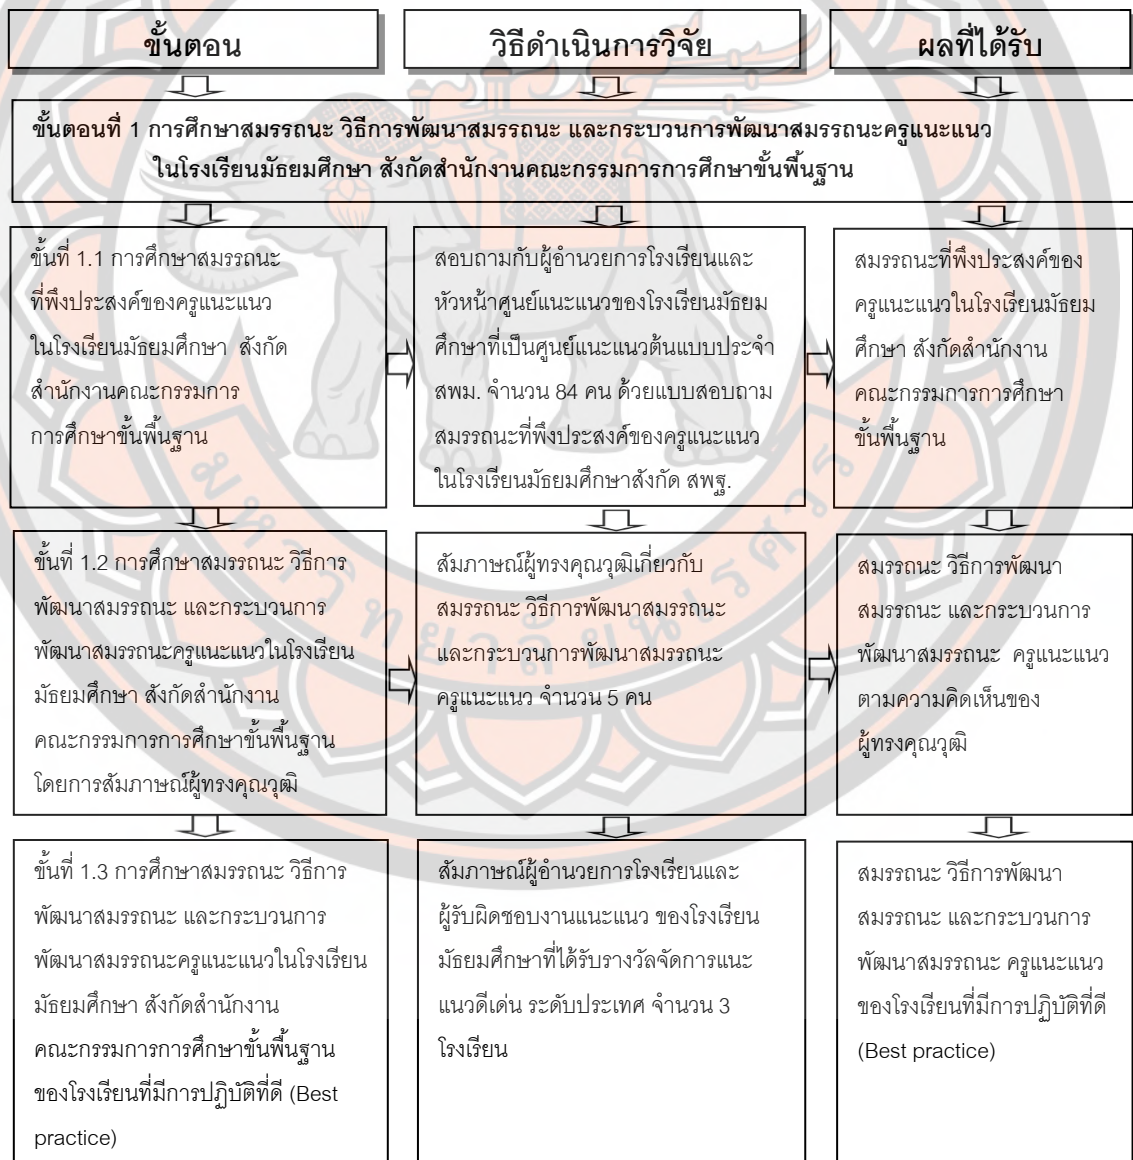 ขั้นตอน
วิธีดำเนินการวิจัย
ผลที่ได้รับ
ขั้นตอนที่ 1 การศึกษาสมรรถนะ วิธีการพัฒนาสมรรถนะ และกระบวนการพัฒนาสมรรถนะครูแนะแนว
ในโรงเรียนมัธยมศึกษา สังกัดสำนักงานคณะกรรมการการศึกษาขั้นพื้นฐาน
ขั้นที่ 1.1 การศึกษาสมรรถนะ
ที่พึงประสงค์ของครูแนะแนว
ในโรงเรียนมัธยมศึกษา สังกัด
สำนักงานคณะกรรมการ
การศึกษาขั้นพื้นฐาน
สอบถามกับผู้อำนวยการโรงเรียนและ
หัวหน้าศูนย์แนะแนวของโรงเรียนมัธยม
ศึกษาที่เป็นศูนย์แนะแนวต้นแบบประจำ
สพม. จำนวน 84 คน ด้วยแบบสอบถาม
สมรรถนะที่พึงประสงค์ของครูแนะแนว
ในโรงเรียนมัธยมศึกษาสังกัด สพฐ.
สมรรถนะที่พึงประสงค์ของ
ครูแนะแนวในโรงเรียนมัธยม
ศึกษา สังกัดสำนักงาน
คณะกรรมการการศึกษา
ขั้นพื้นฐาน
ขั้นที่ 1.2 การศึกษาสมรรถนะ วิธีการ
พัฒนาสมรรถนะ และกระบวนการ
พัฒนาสมรรถนะครูแนะแนวในโรงเรียน
มัธยมศึกษา สังกัดสำนักงาน
คณะกรรมการการศึกษาขั้นพื้นฐาน
โดยการสัมภาษณ์ผู้ทรงคุณวุฒิ
สัมภาษณ์ผู้ทรงคุณวุฒิเกี่ยวกับ
สมรรถนะ วิธีการพัฒนาสมรรถนะ
และกระบวนการพัฒนาสมรรถนะ
ครูแนะแนว จำนวน 5 คน
สมรรถนะ วิธีการพัฒนา
สมรรถนะ และกระบวนการ
พัฒนาสมรรถนะ ครูแนะแนว
ตามความคิดเห็นของ
ผู้ทรงคุณวุฒิ
ขั้นที่ 1.3 การศึกษาสมรรถนะ วิธีการ
พัฒนาสมรรถนะ และกระบวนการ
พัฒนาสมรรถนะครูแนะแนวในโรงเรียน
มัธยมศึกษา สังกัดสำนักงาน
คณะกรรมการการศึกษาขั้นพื้นฐาน
ของโรงเรียนที่มีการปฏิบัติที่ดี (Best
practice)
สัมภาษณ์ผู้อำนวยการโรงเรียนและ
ผู้รับผิดชอบงานแนะแนว ของโรงเรียน
มัธยมศึกษาที่ได้รับรางวัลจัดการแนะ
แนวดีเด่น ระดับประเทศ จำนวน 3
โรงเรียน
สมรรถนะ วิธีการพัฒนา
สมรรถนะ และกระบวนการ
พัฒนาสมรรถนะ ครูแนะแนว
ของโรงเรียนที่มีการปฏิบัติที่ดี
(Best practice)
มหาวิทยาลัยนเรศวร